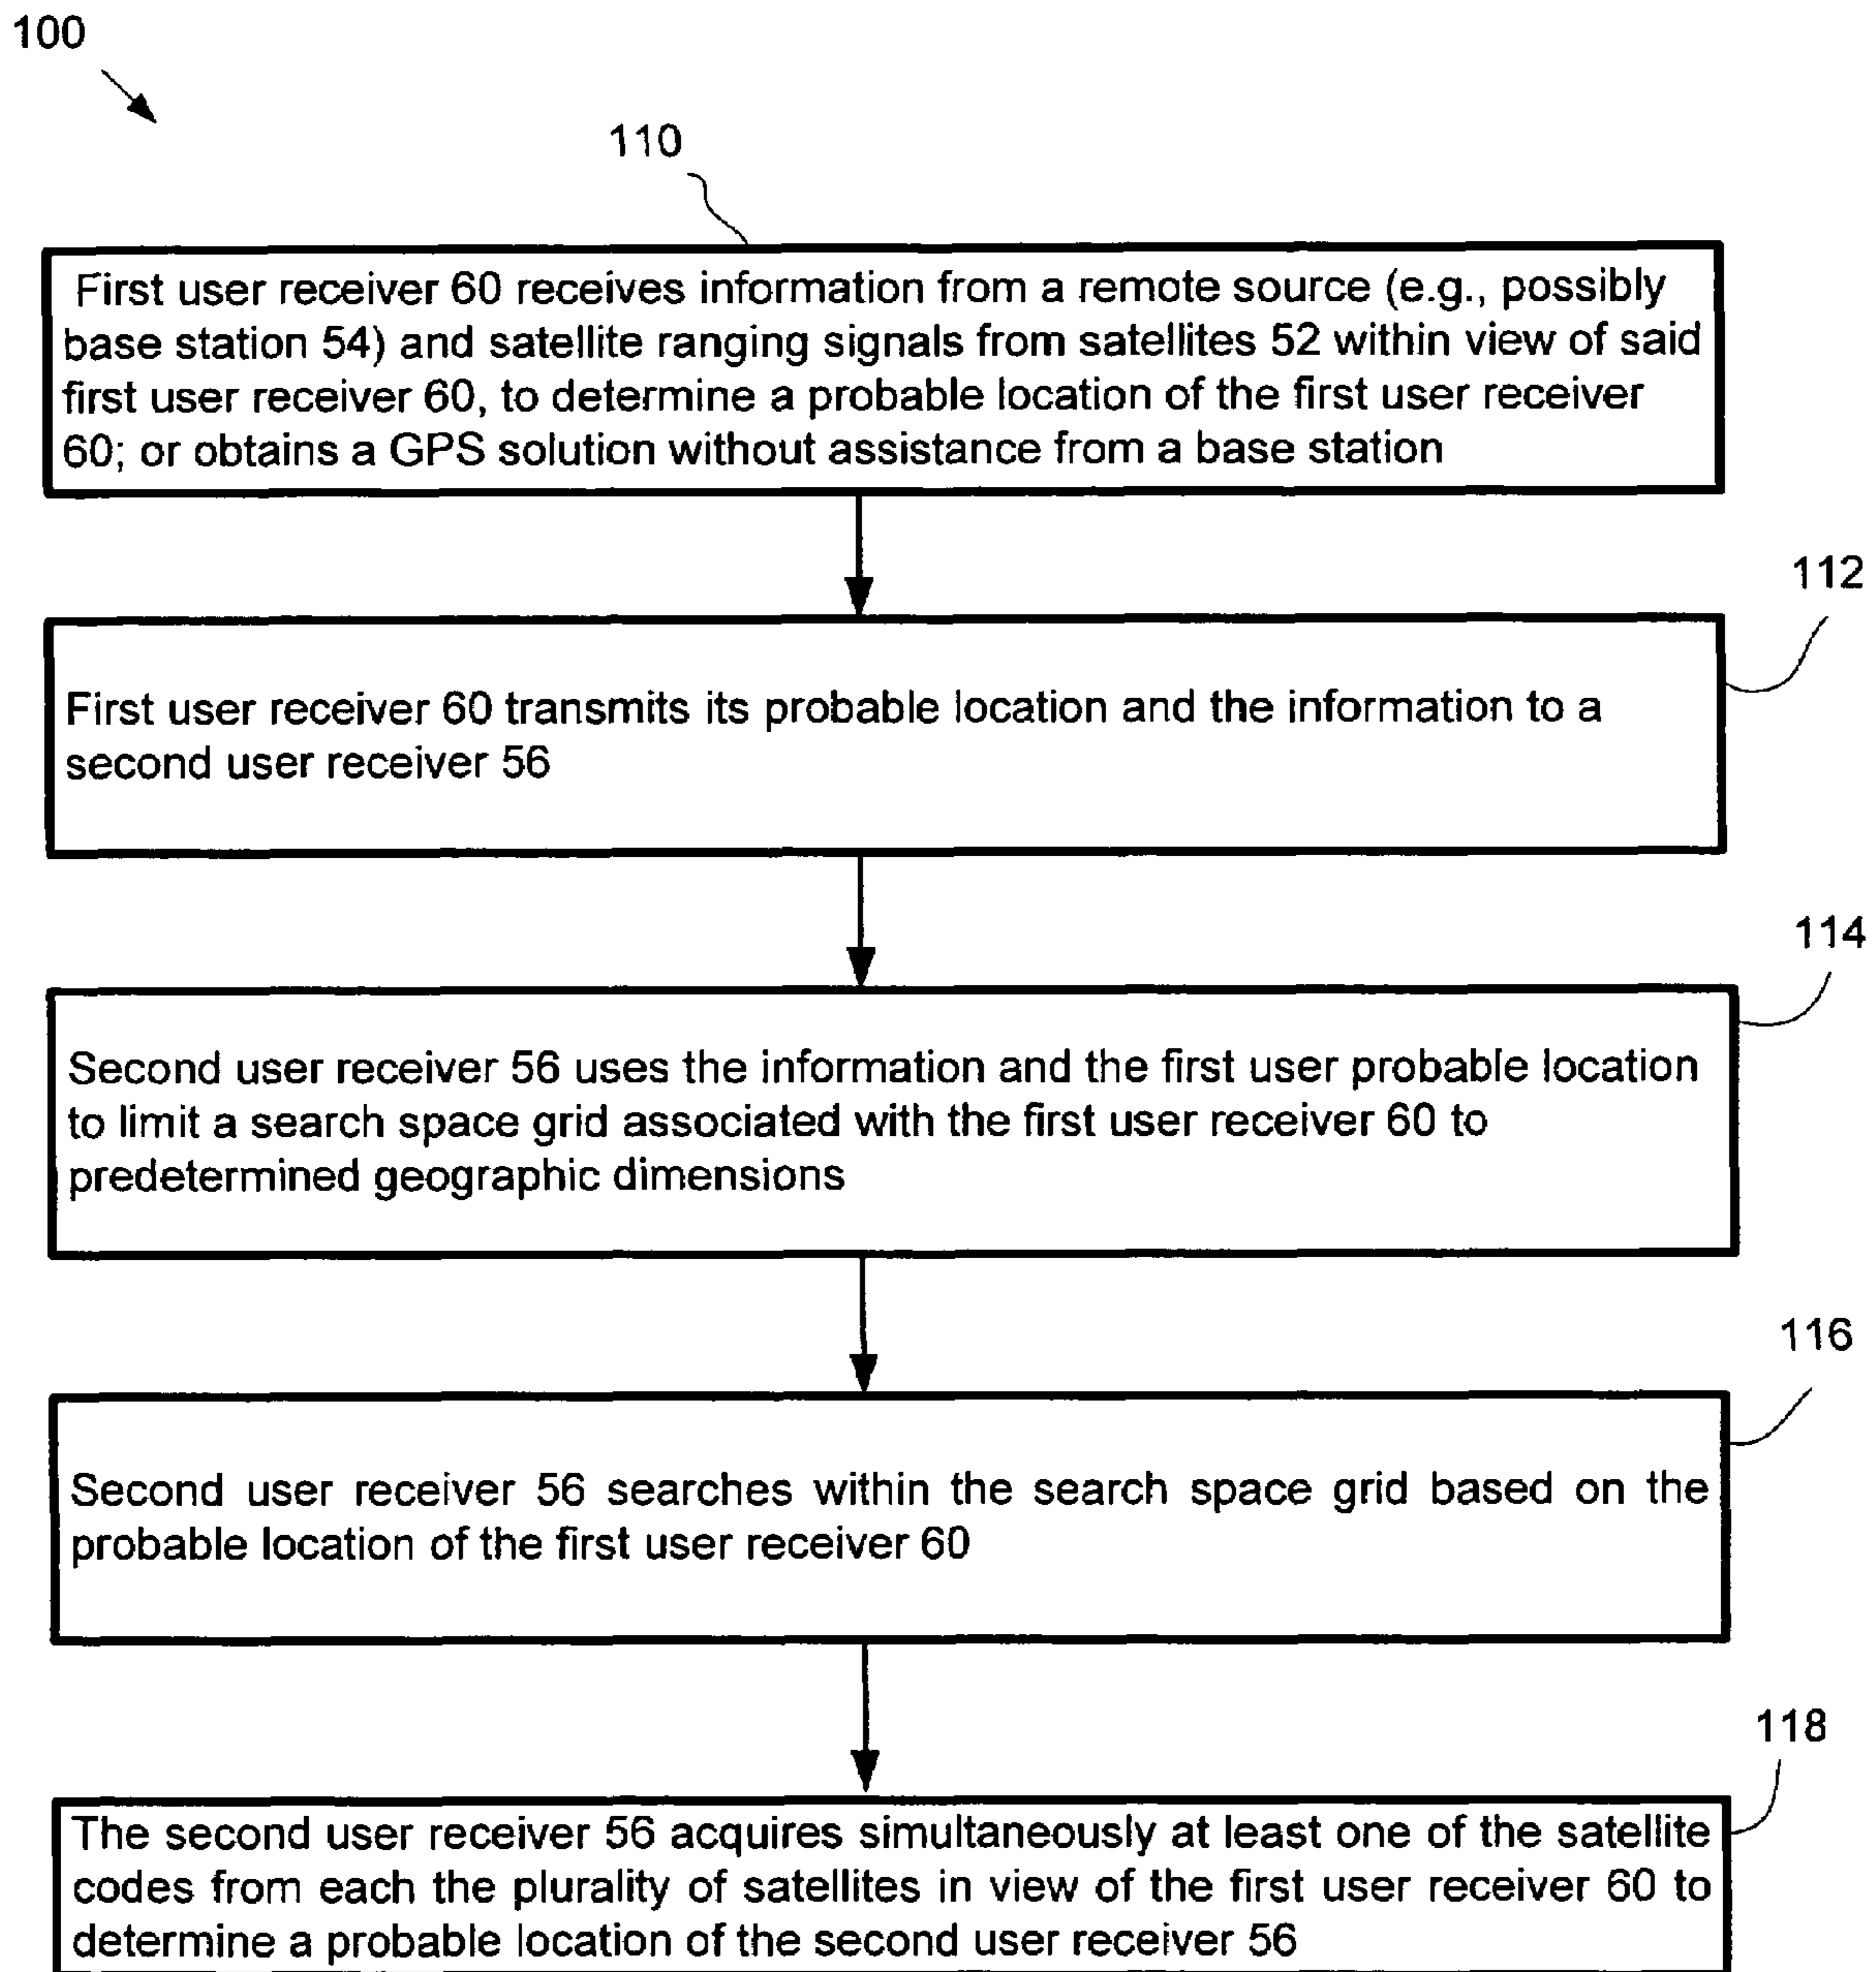 100
110
First user receiver 60 receives information from a remote source (e.g., possibly
base station 54) and satellite ranging signals from satellites 52 within view of said
first user receiver 60, to determine a probable location of the first user receiver
60; or obtains a GPS solution without assistance from a base station
112
First user receiver 60 transmits its probable location and the information to a
second user receiver 56
114
Second user receiver 56 uses the information and the first user probable location
to limit a search space grid associated with the first user receiver 60 to
predetermined geographic dimensions
116
Second user receiver 56 searches within the search space grid based on the
probable location of the first user receiver 60
118
The second user receiver 56 acquires simultaneously at least one of the satellite
codes from each the plurality of satellites in view of the first user receiver 60 to
determine a probable location of the second user receiver 56